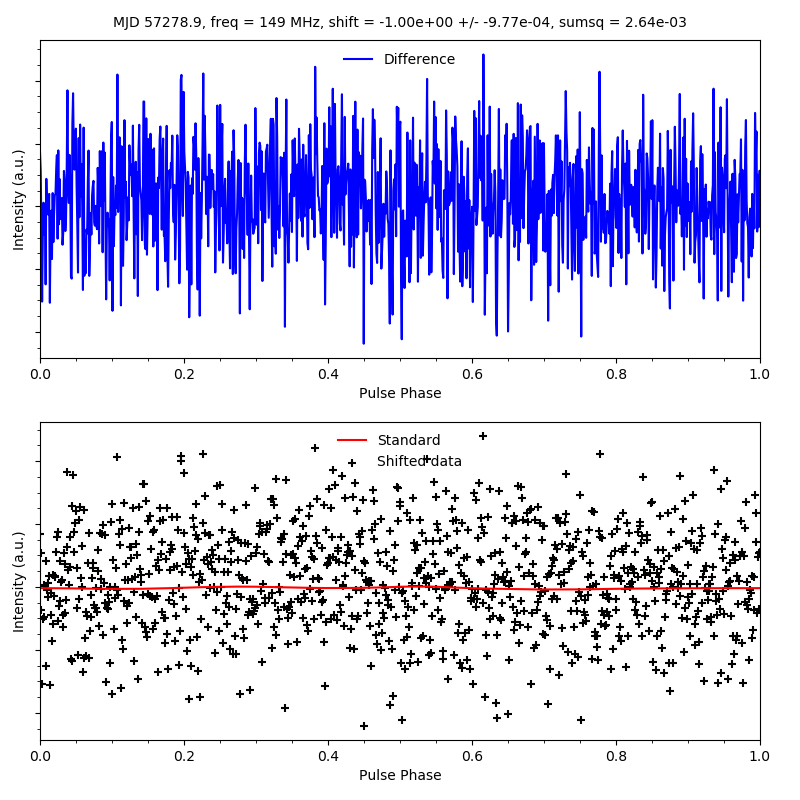 MJD 57278.9, freq = 149 MHz, shift = -1.00e+00 +/- -9.77e-04, sumsq = 2.64e-03
Difference
Intensity (a.u.)
0.0 0.2 0.4 0.6 0.8 1.0
Pulse Phase
Standard
Shifted data
Intensity (a.u.)
0.0 0.2 0.4 0.6 0.8 1.0
Pulse Phase